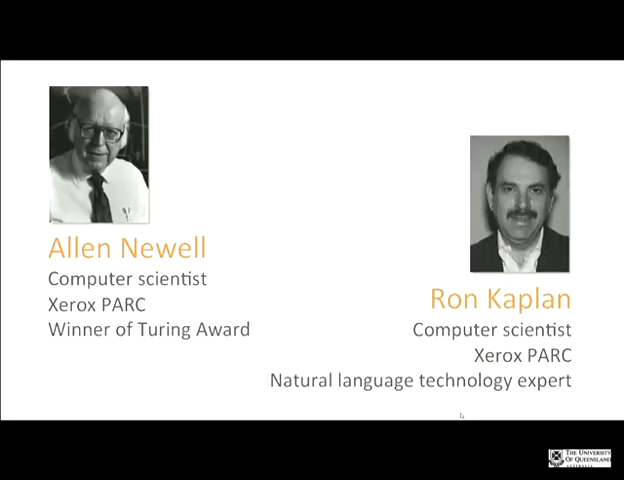 Allen Newell
Computer scientist
Xerox PARC
Winner of Turing Award
Ron Kaplan
Computer scientist
Xerox PARC
Natural language technology expert
THE UNIVERSITY
OF QUEENSLAND
AUSTRALIA